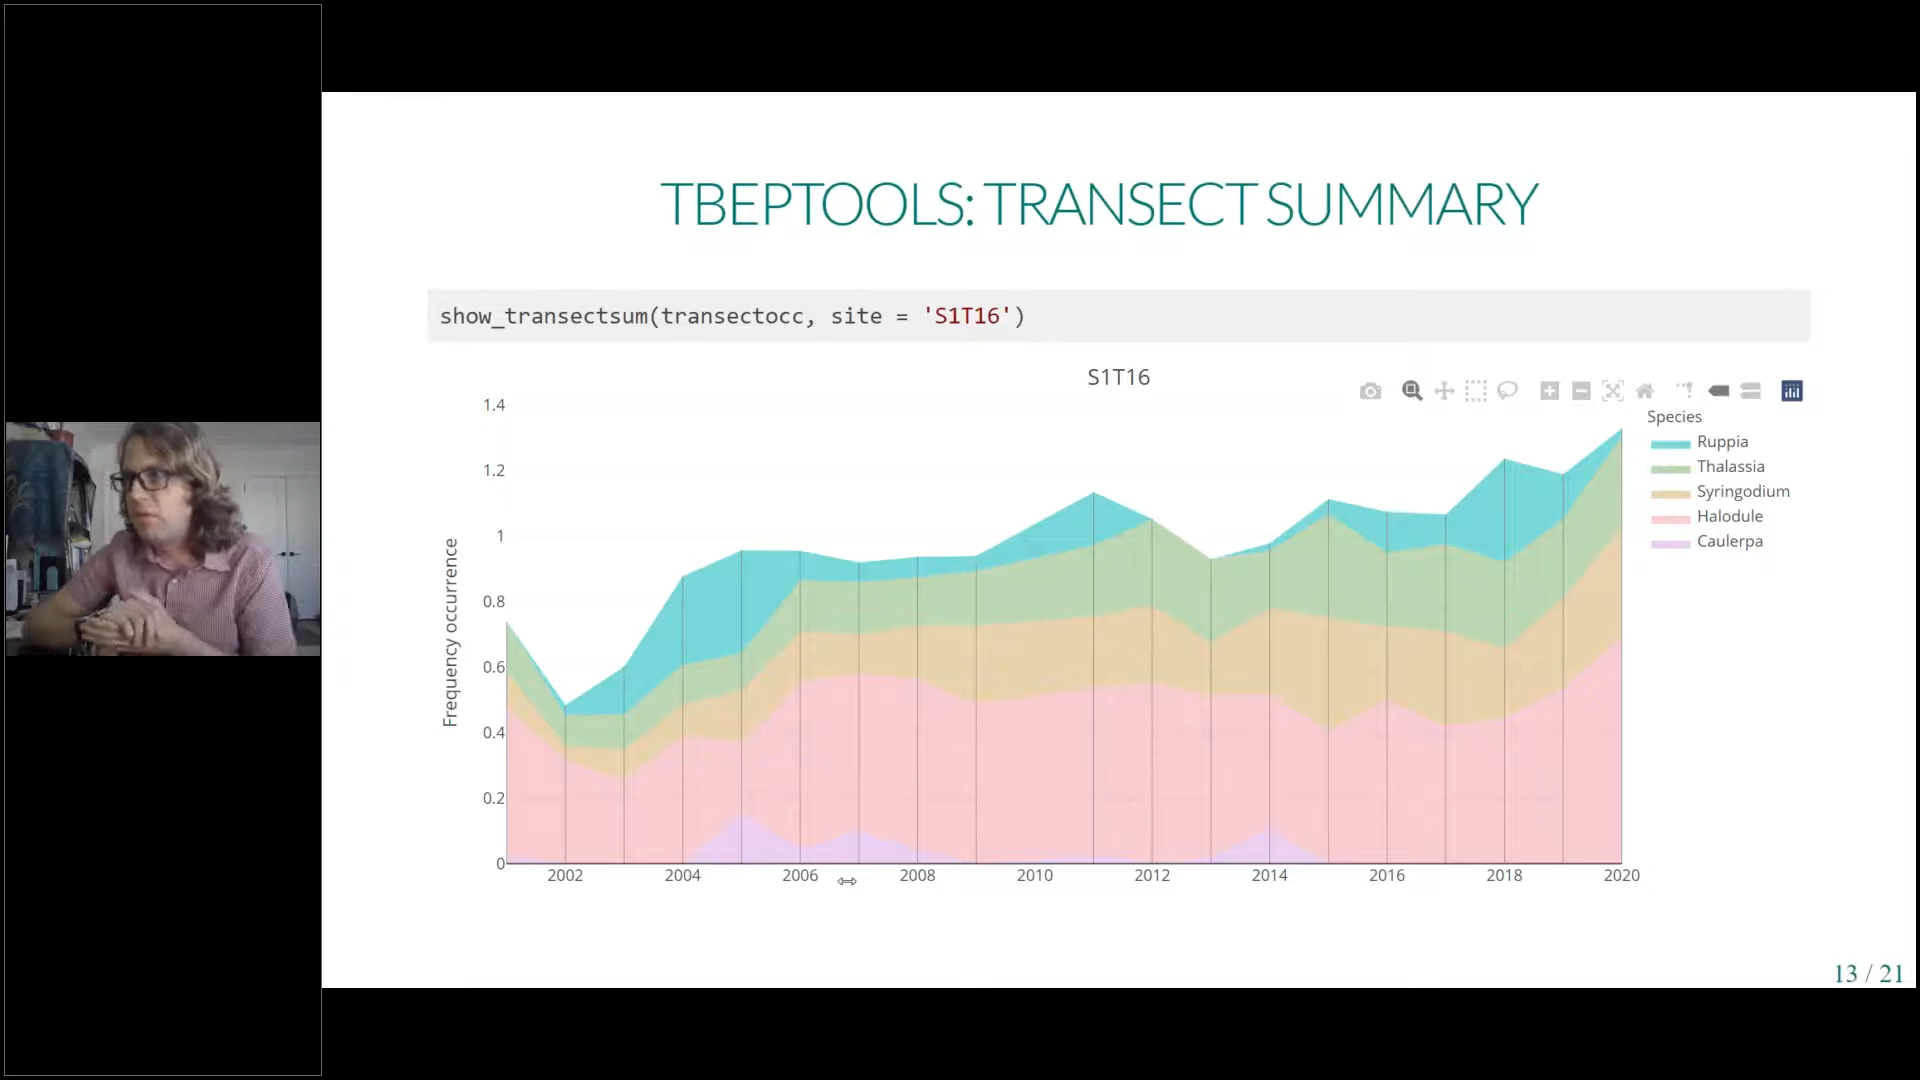 TBEPTOOLS: TRANSECT SUMMARY
show_transectsum(transectocc, site = 'S1T16')
S1T16
1.4
1.2
1
0.8
0.6
0.4
0.2
0
Frequency occurrence
2002 2004 2006 2008 2010 2012 2014 2016 2018 2020
Species
Ruppia
Thalassia
Syringodium
Halodule
Caulerpa
13 / 21